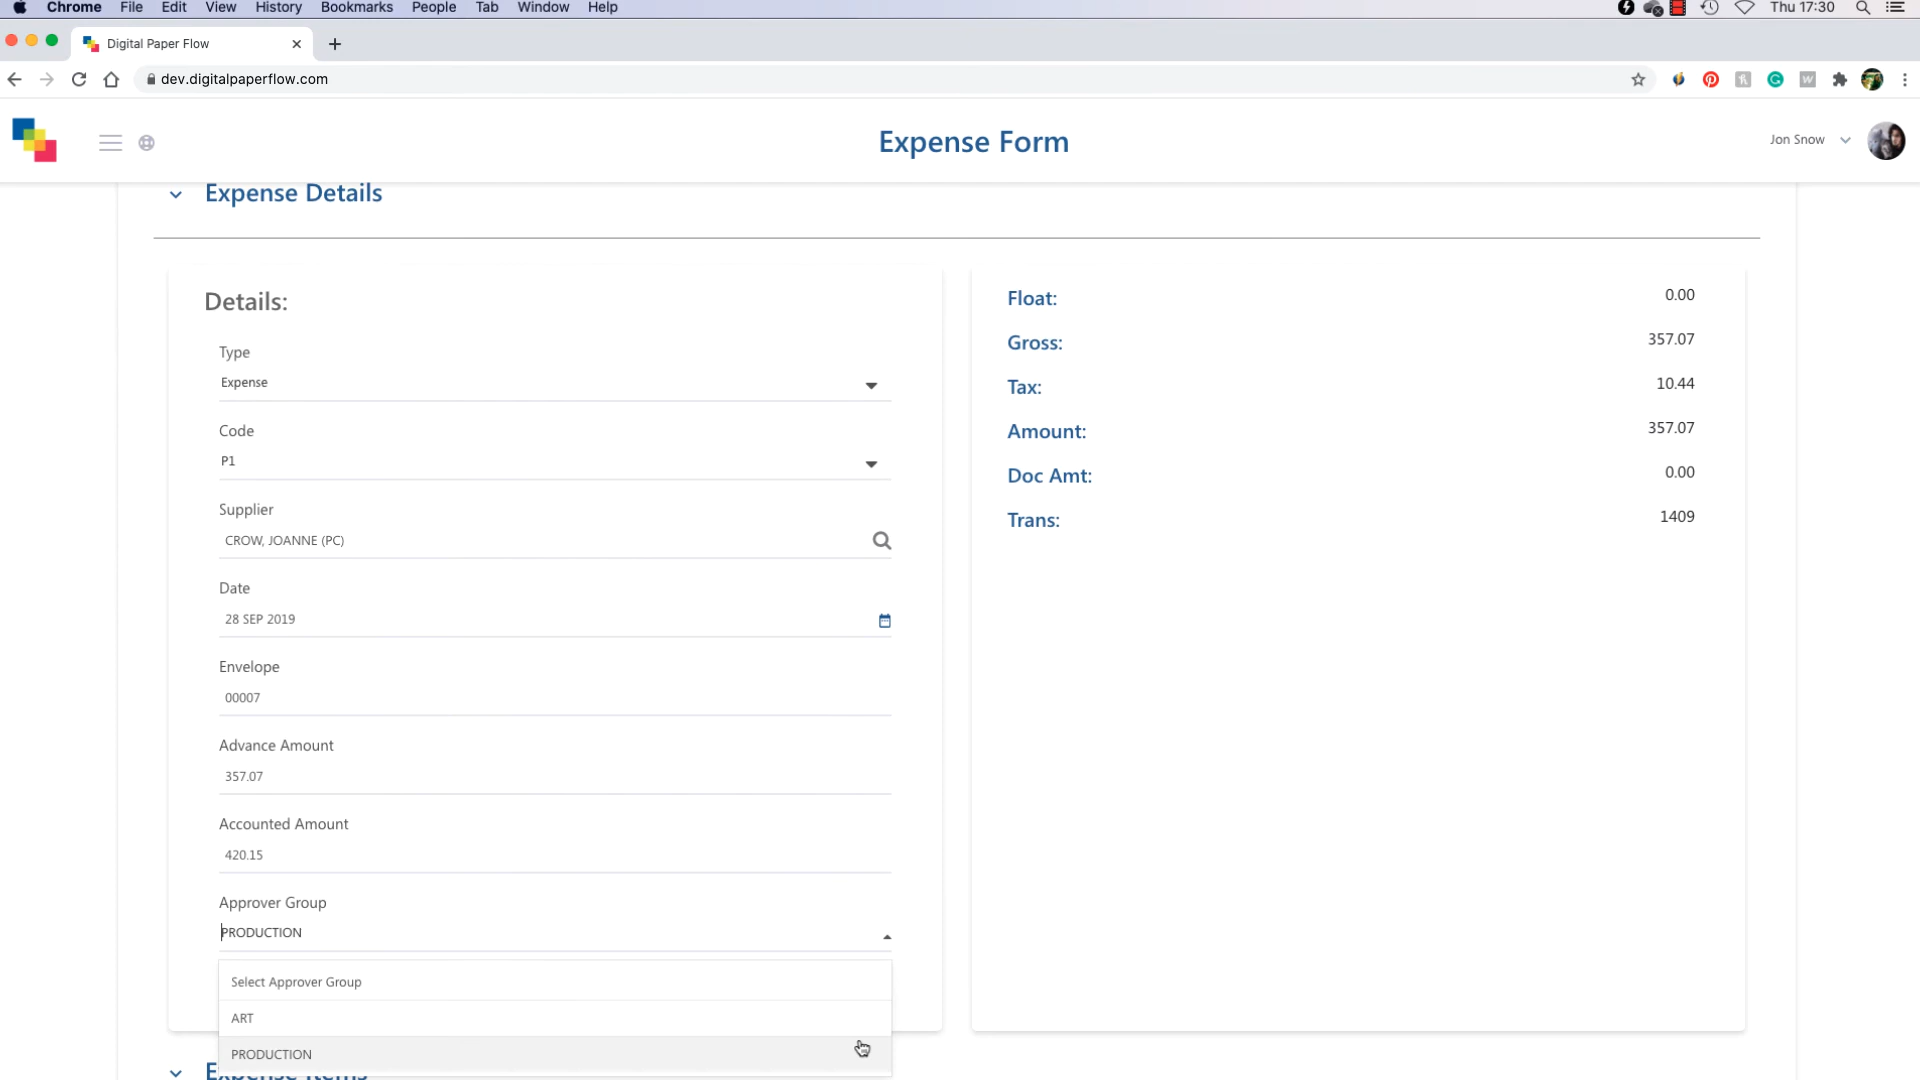 Chrome File Edit View History Bookmarks People Tab Window Help Thu 17:30
Digital Paper Flow
dev.digitalpaperflow.com
Expense Form
Jon Snow
Expense Details
Details:
Type
Expense
Code
P1
Supplier
CROW, JOANNE (PC)
Date
28 SEP 2019
Envelope
00007
Advance Amount
357.07
Accounted Amount
420.15
Approver Group
PRODUCTION
Select Approver Group
ART
PRODUCTION
Float: 0.00
Gross: 357.07
Tax: 10.44
Amount: 357.07
Doc Amt: 0.00
Trans: 1409
Expense Items